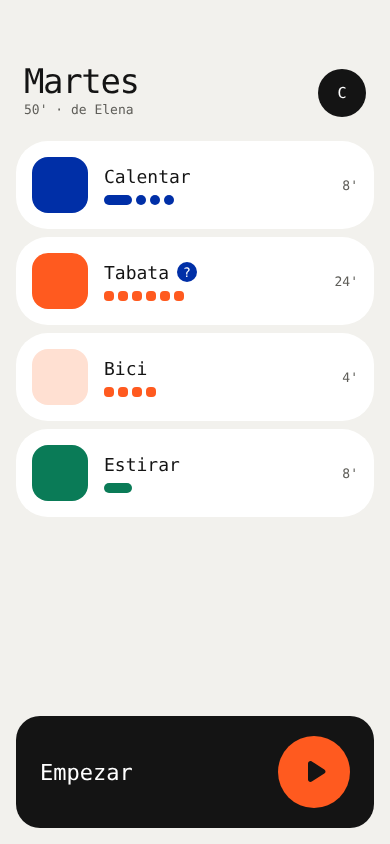 Martes
50' · de Elena
C
Calentar
8'
Tabata ?
24'
Bici
4'
Estirar
8'
Empezar